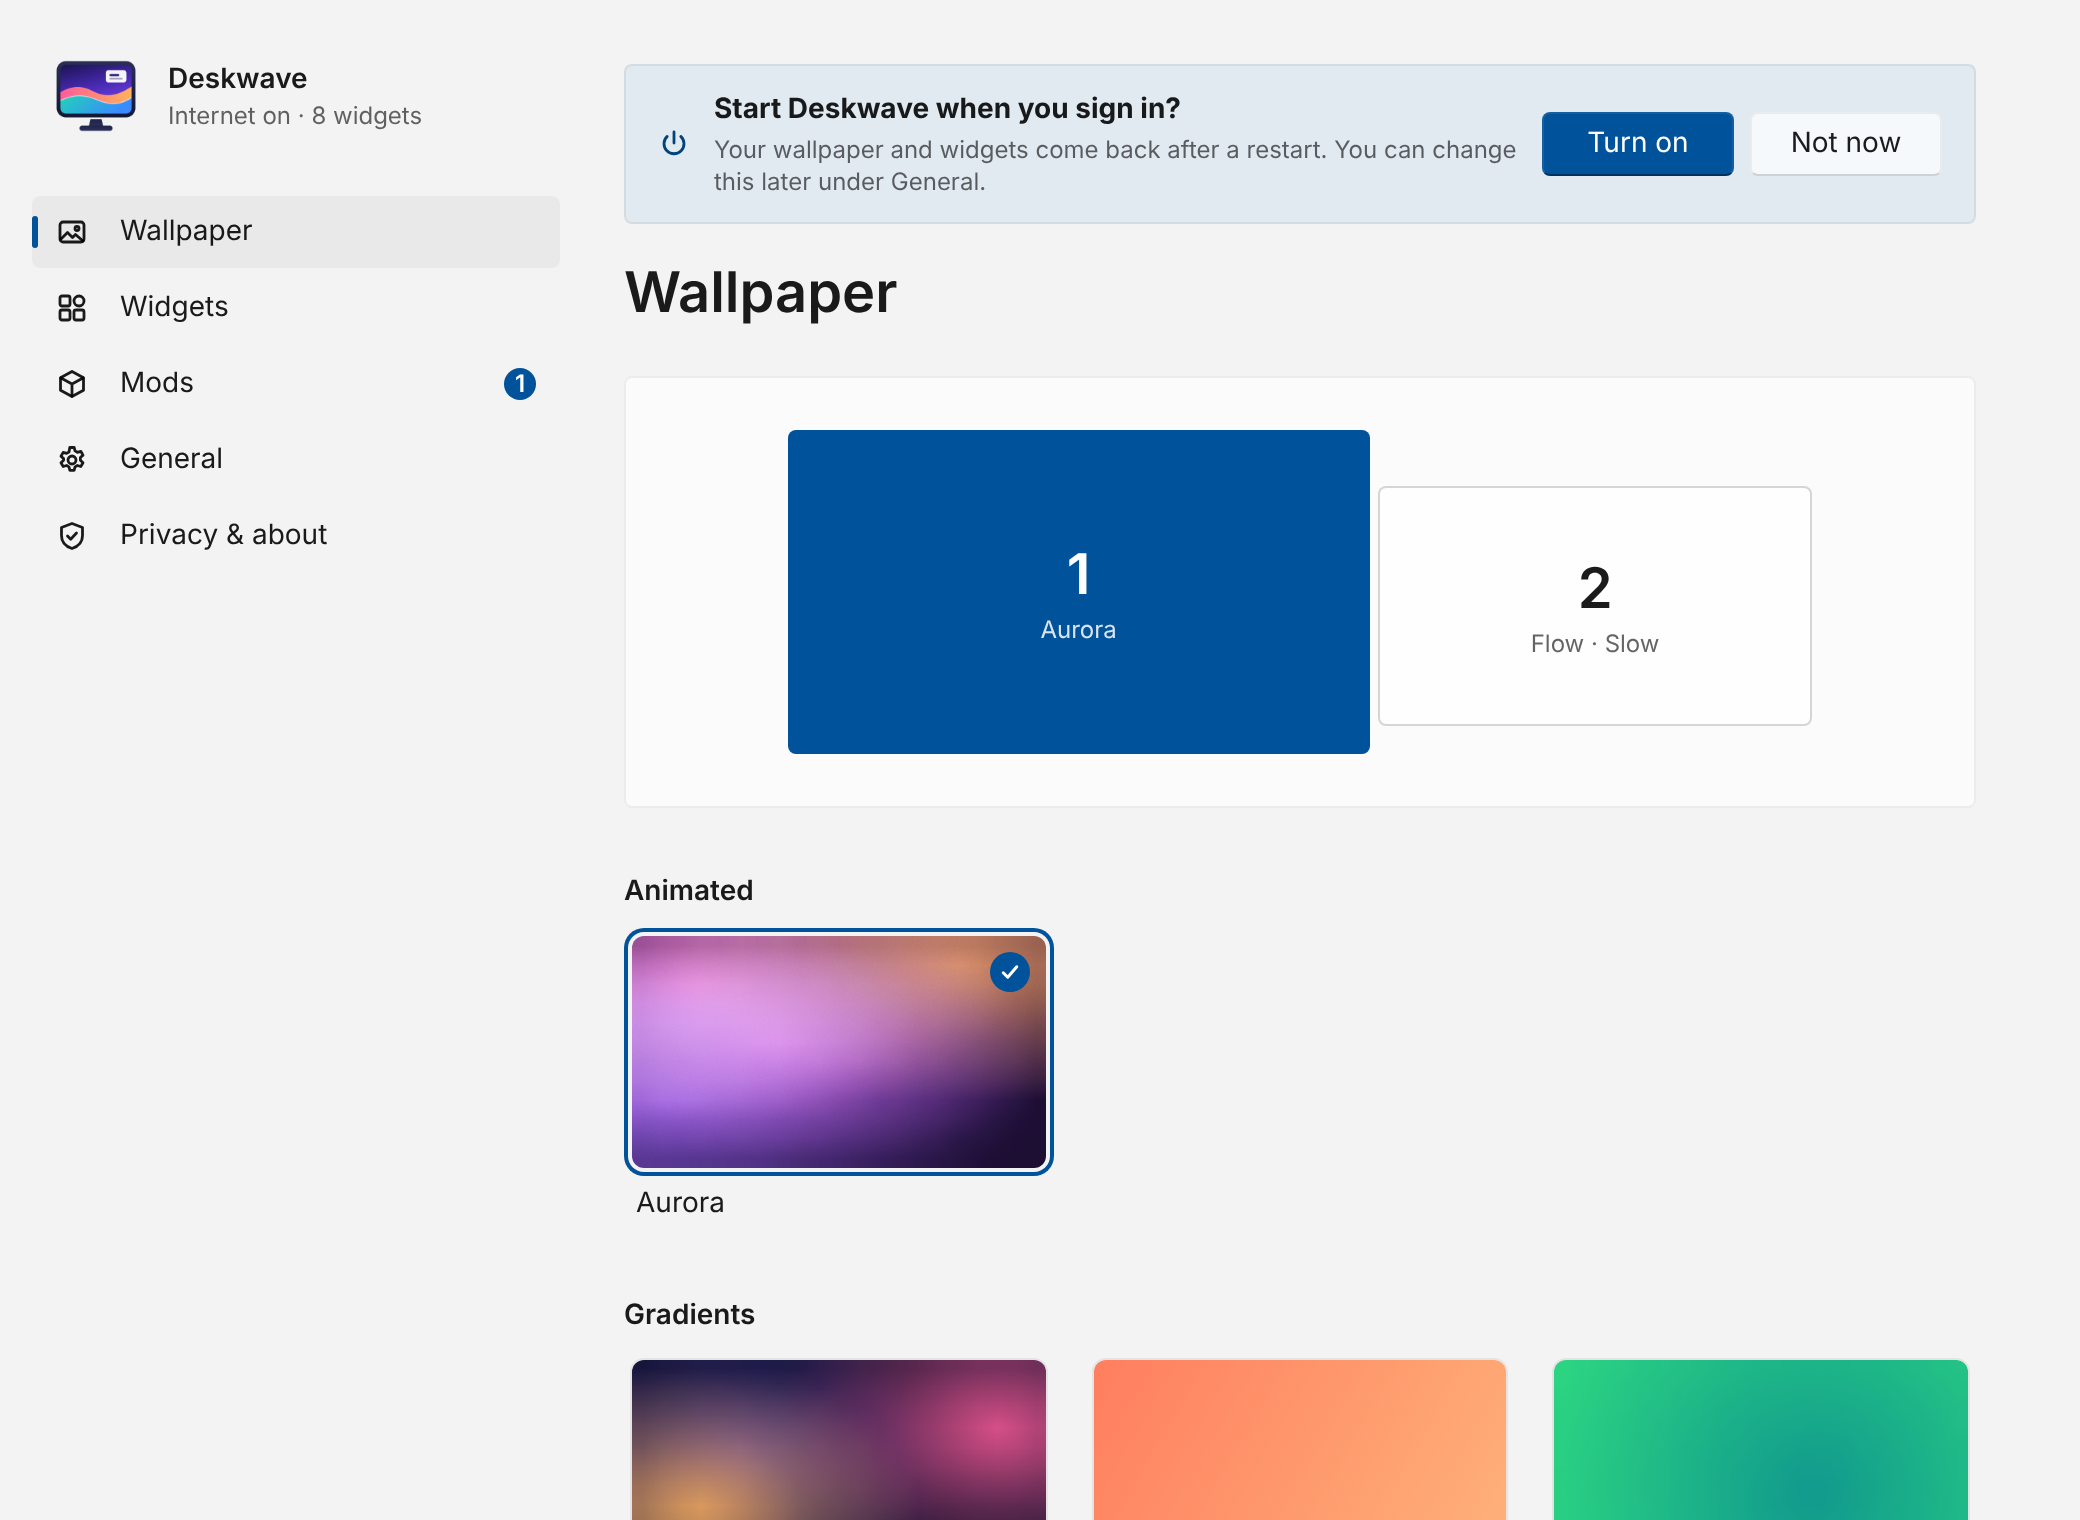 Deskwave
Internet on · 8 widgets
Wallpaper
Widgets
Mods
1
General
Privacy & about
Start Deskwave when you sign in?
Your wallpaper and widgets come back after a restart. You can change
this later under General.
Turn on
Not now
Wallpaper
1
Aurora
2
Flow · Slow
Animated
Aurora
Gradients